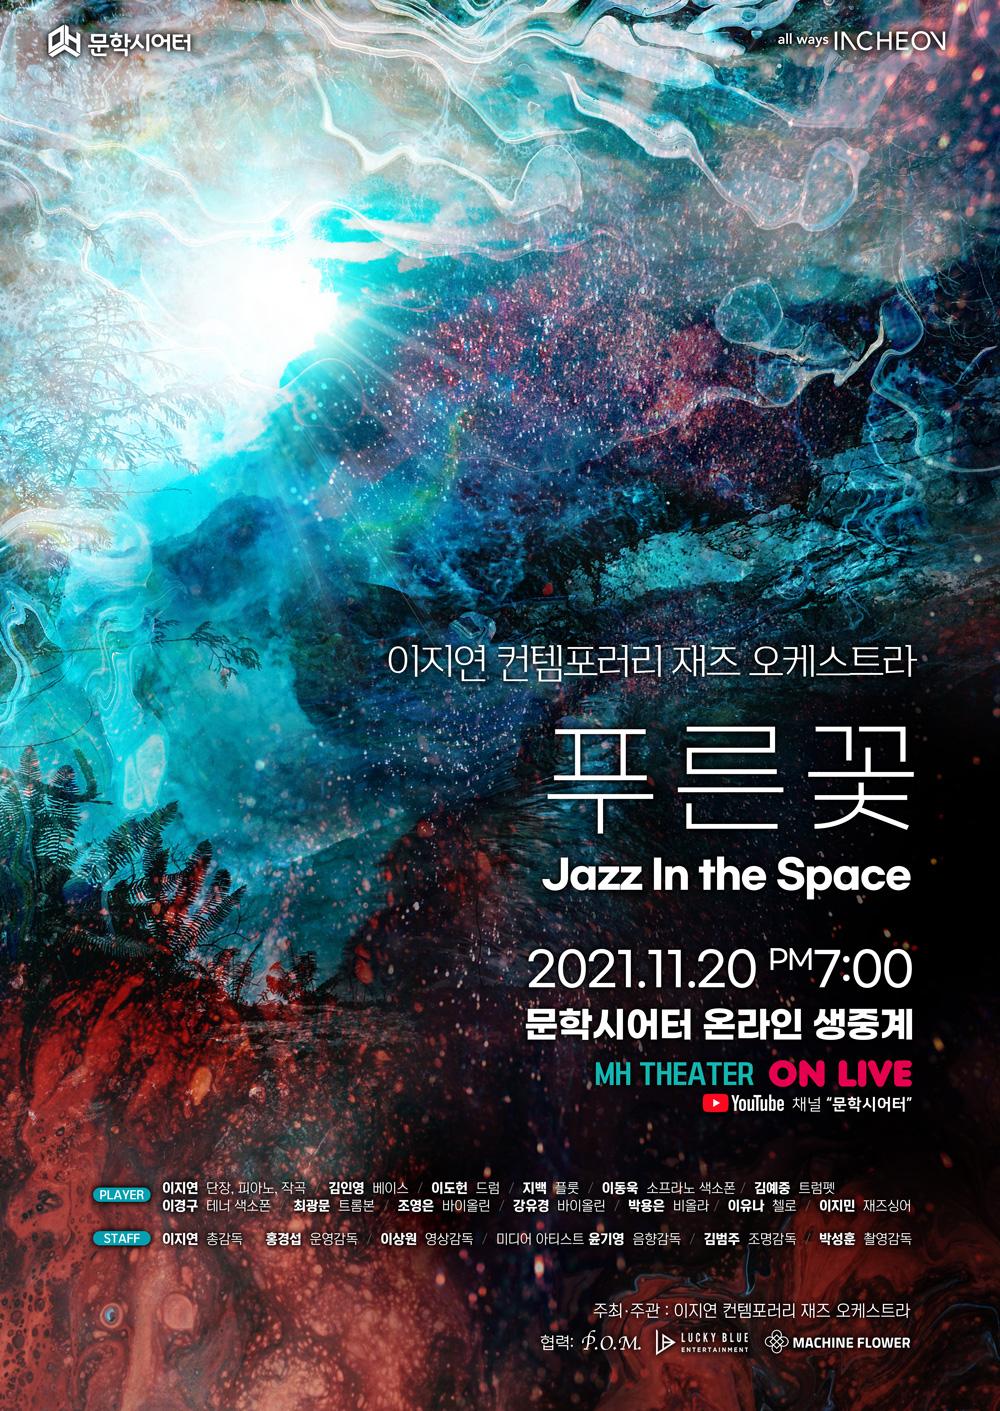 문학시어터
all ways INCHEON
이지연 컨템포러리 재즈 오케스트라
푸른꽃
Jazz In the Space
2021.11.20 PM7:00
문학시어터 온라인 생중계
MH THEATER ON LIVE
YouTube 채널 "문학시어터"
PLAYER 이지연 단장, 피아노, 작곡 / 김인영 베이스 / 이도헌 드럼 / 지백 플룻 / 이동욱 소프라노 색소폰 / 김예중 트럼펫
이경구 테너 색소폰 / 최광문 트롬본 / 조영은 바이올린 / 강유경 바이올린 / 박용은 비올라 / 이유나 첼로 / 이지민 재즈싱어
STAFF 이지연 총감독 홍경섭 운영감독 / 이상원 영상감독 / 미디어 아티스트 윤기영 음향감독 / 김범주 조명감독 / 박성훈 촬영감독
주최·주관 : 이지연 컨템포러리 재즈 오케스트라
협력: P.O.M. LUCKY BLUE ENTERTAINMENT MACHINE FLOWER